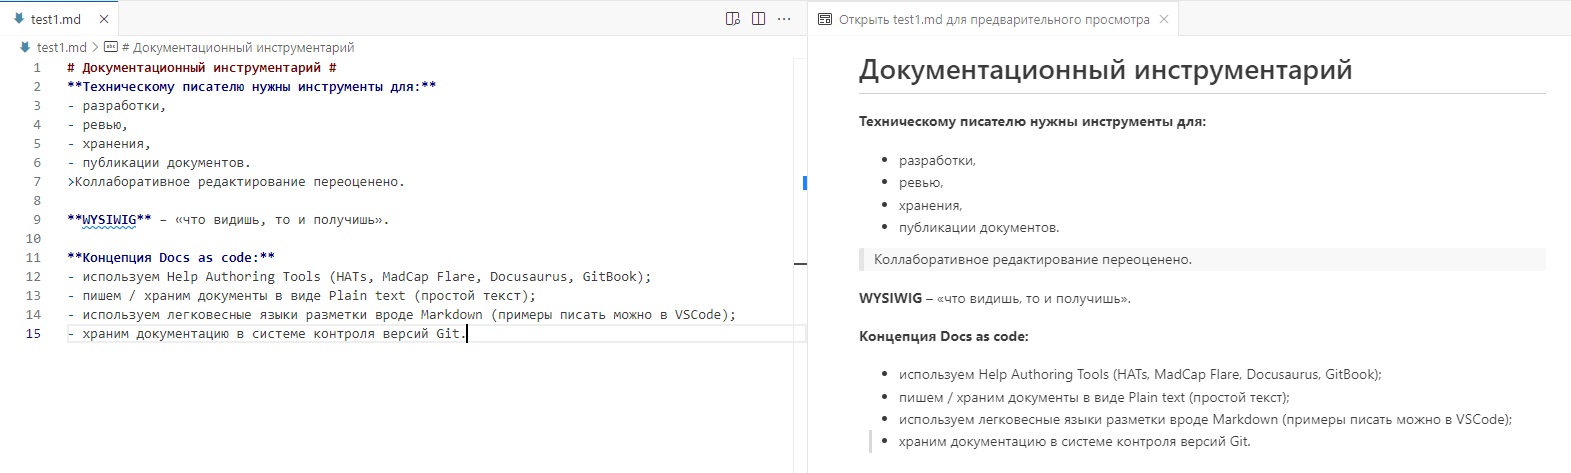 test1.md
test1.md > # Документационный инструментарий
1 # Документационный инструментарий #
2 **Техническому писателю нужны инструменты для:**
3 - разработки,
4 - ревью,
5 - хранения,
6 - публикации документов.
7 >Коллаборативное редактирование переоценено.
8
9 **WYSIWIG** – «что видишь, то и получишь».
10
11 **Концепция Docs as code:**
12 - используем Help Authoring Tools (HATs, MadCap Flare, Docusaurus, GitBook);
13 - пишем / храним документы в виде Plain text (простой текст);
14 - используем легковесные языки разметки вроде Markdown (примеры писать можно в VSCode);
15 - храним документацию в системе контроля версий Git.
Открыть test1.md для предварительного просмотра
Документационный инструментарий
Техническому писателю нужны инструменты для:
• разработки,
• ревью,
• хранения,
• публикации документов.
Коллаборативное редактирование переоценено.
WYSIWIG – «что видишь, то и получишь».
Концепция Docs as code:
• используем Help Authoring Tools (HATs, MadCap Flare, Docusaurus, GitBook);
• пишем / храним документы в виде Plain text (простой текст);
• используем легковесные языки разметки вроде Markdown (примеры писать можно в VSCode);
• храним документацию в системе контроля версий Git.